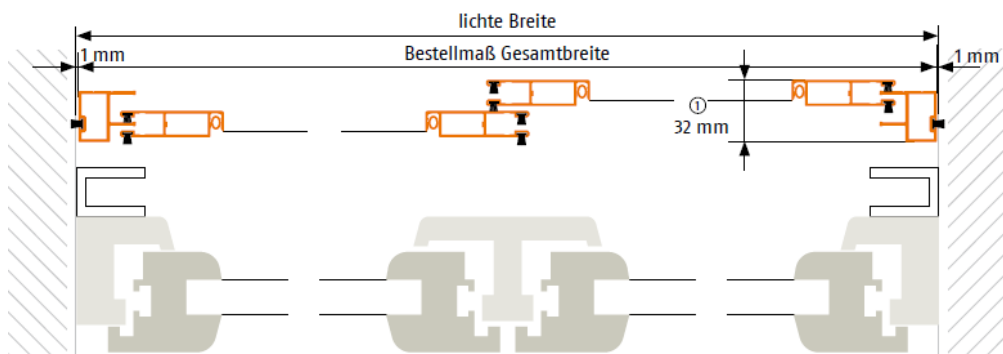 lichte Breite
1 mm Bestellmaß Gesamtbreite 1 mm
①
32 mm